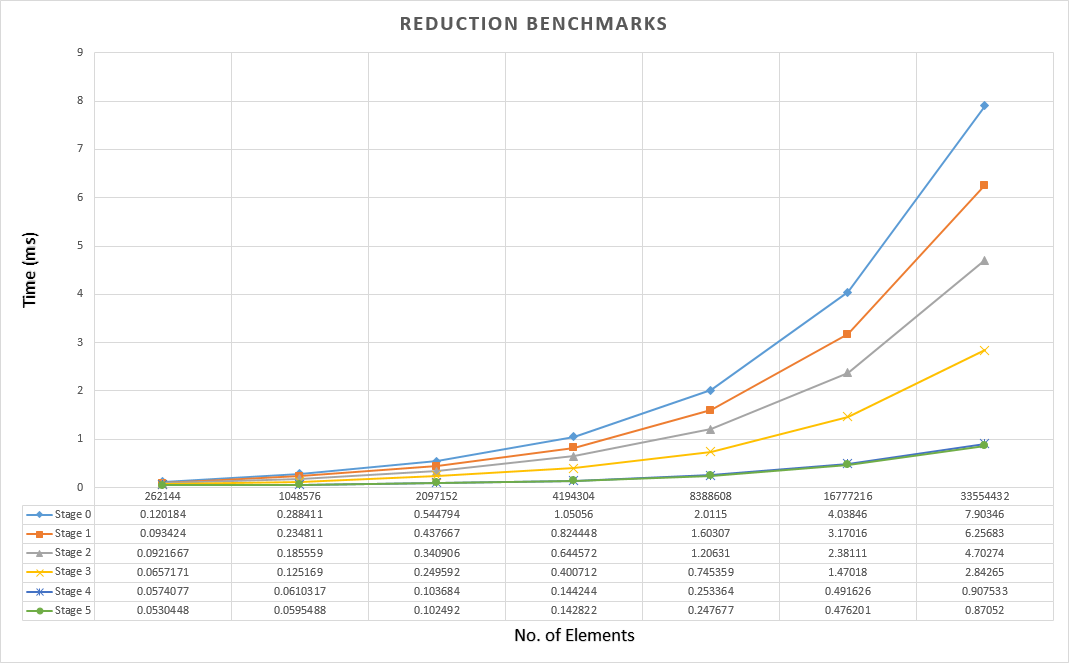 REDUCTION BENCHMARKS
9
8
7
6
5
4
3
2
1
0
Time (ms)
262144 1048576 2097152 4194304 8388608 16777216 33554432
Stage 0 0.120184 0.288411 0.544794 1.05056 2.0115 4.03846 7.90346
Stage 1 0.093424 0.234811 0.437667 0.824448 1.60307 3.17016 6.25683
Stage 2 0.0921667 0.185559 0.340906 0.644572 1.20631 2.38111 4.70274
Stage 3 0.0657171 0.125169 0.249592 0.400712 0.745359 1.47018 2.84265
Stage 4 0.0574077 0.0610317 0.103684 0.144244 0.253364 0.491626 0.907533
Stage 5 0.0530448 0.0595488 0.102492 0.142822 0.247677 0.476201 0.87052
No. of Elements